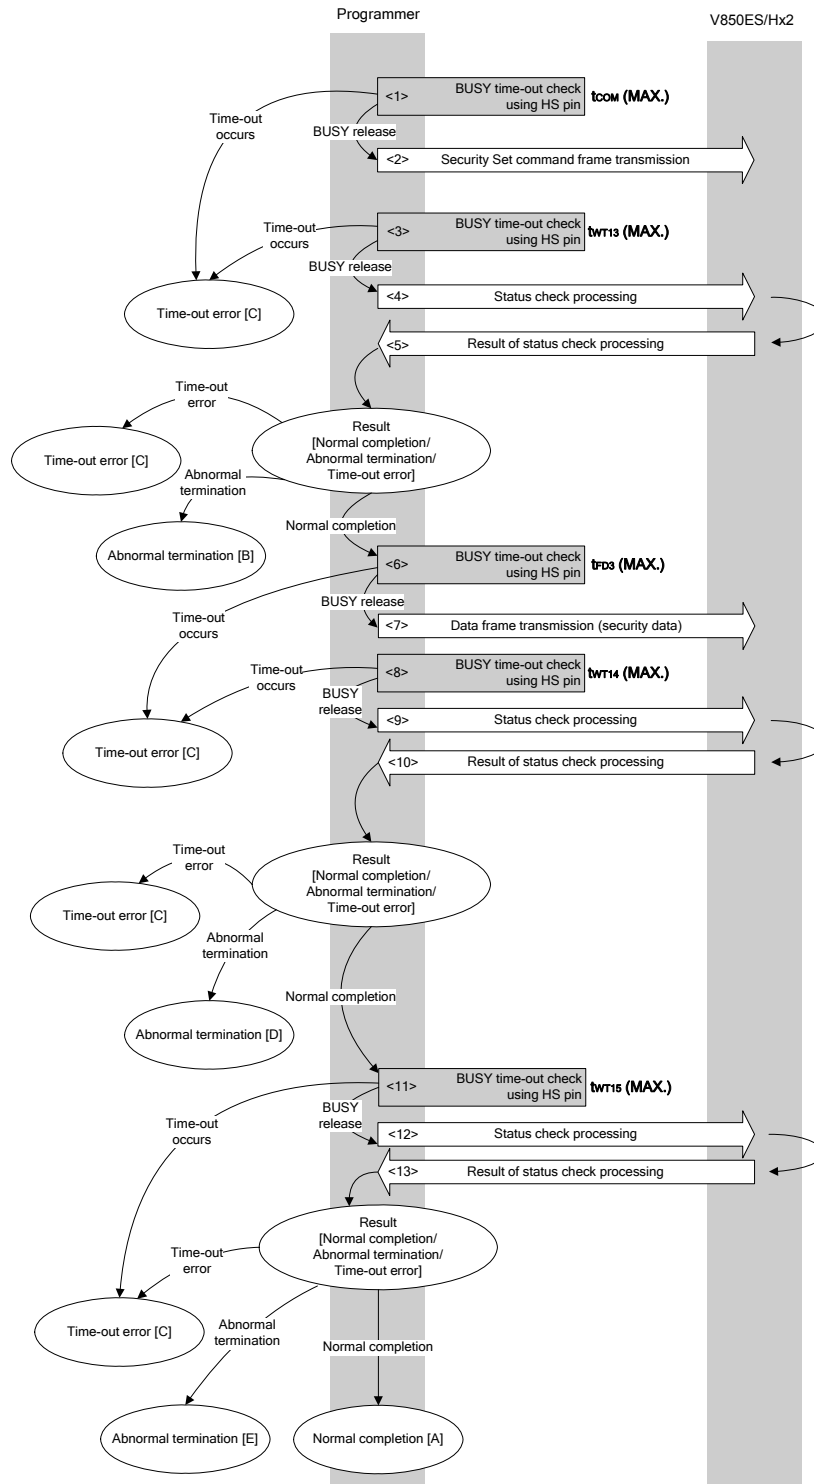 Programmer
V850ES/Hx2
<1>
BUSY time-out check
using HS pin
tCOM (MAX.)
Time-out
occurs
BUSY release
<2>
Security Set command frame transmission
<3>
BUSY time-out check
using HS pin
tWT13 (MAX.)
Time-out
occurs
BUSY release
<4>
Status check processing
Time-out error [C]
<5>
Result of status check processing
Time-out
error
Result
[Normal completion/
Abnormal termination/
Time-out error]
Time-out error [C]
Abnormal
termination
Normal completion
Abnormal termination [B]
<6>
BUSY time-out check
using HS pin
tFD3 (MAX.)
BUSY release
Time-out
occurs
<7>
Data frame transmission (security data)
<8>
BUSY time-out check
using HS pin
tWT14 (MAX.)
Time-out
occurs
BUSY
release
<9>
Status check processing
Time-out error [C]
<10>
Result of status check processing
Time-out
error
Result
[Normal completion/
Abnormal termination/
Time-out error]
Time-out error [C]
Abnormal
termination
Normal completion
Abnormal termination [D]
<11>
BUSY time-out check
using HS pin
tWT15 (MAX.)
BUSY
release
Time-out
occurs
<12>
Status check processing
<13>
Result of status check processing
Result
[Normal completion/
Abnormal termination/
Time-out error]
Time-out
error
Time-out error [C]
Abnormal
termination
Normal completion
Abnormal termination [E]
Normal completion [A]